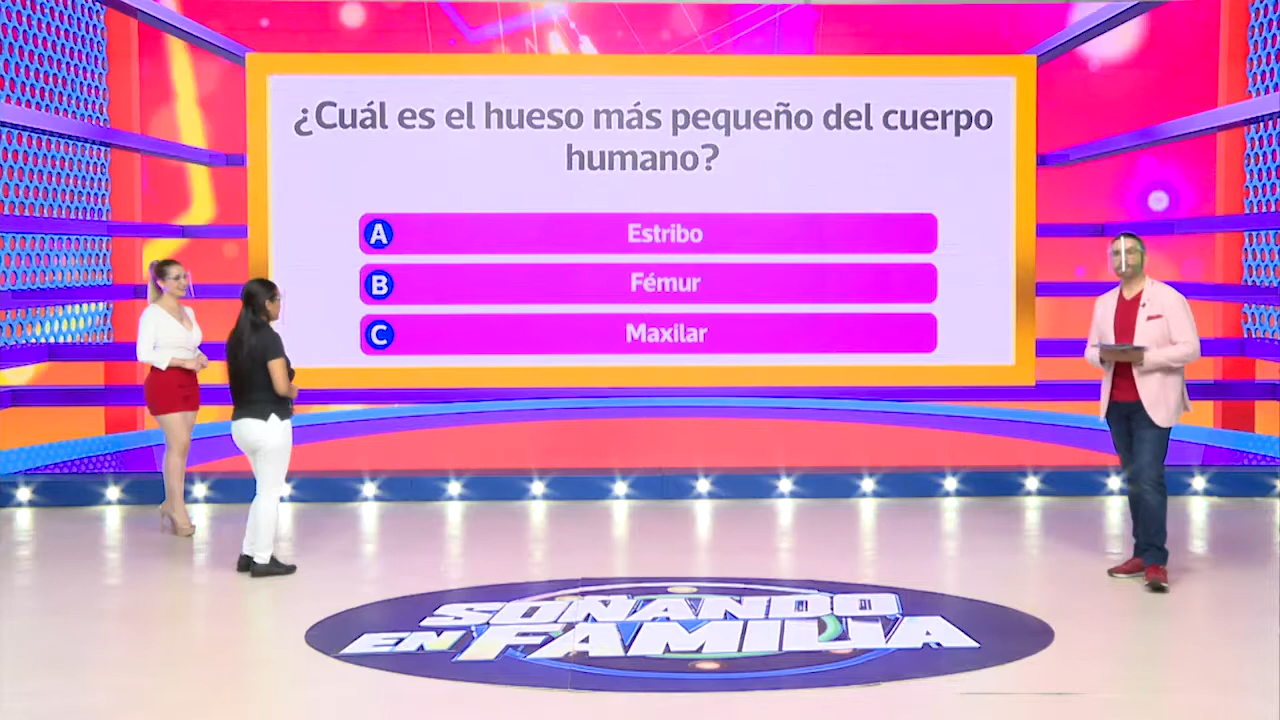 ¿Cuál es el hueso más pequeño del cuerpo
humano?
A Estribo
B Fémur
C Maxilar
SOÑANDO
EN FAMILIA